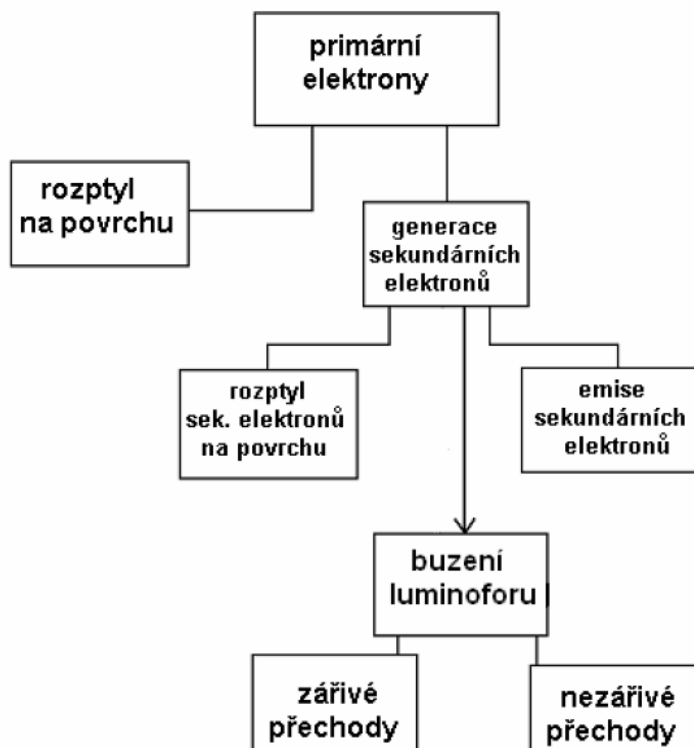 primární
elektrony
rozptyl
na povrchu
generace
sekundárních
elektronů
rozptyl
sek. elektronů
na povrchu
emise
sekundárních
elektronů
buzení
luminoforu
zářivé
přechody
nezářivé
přechody